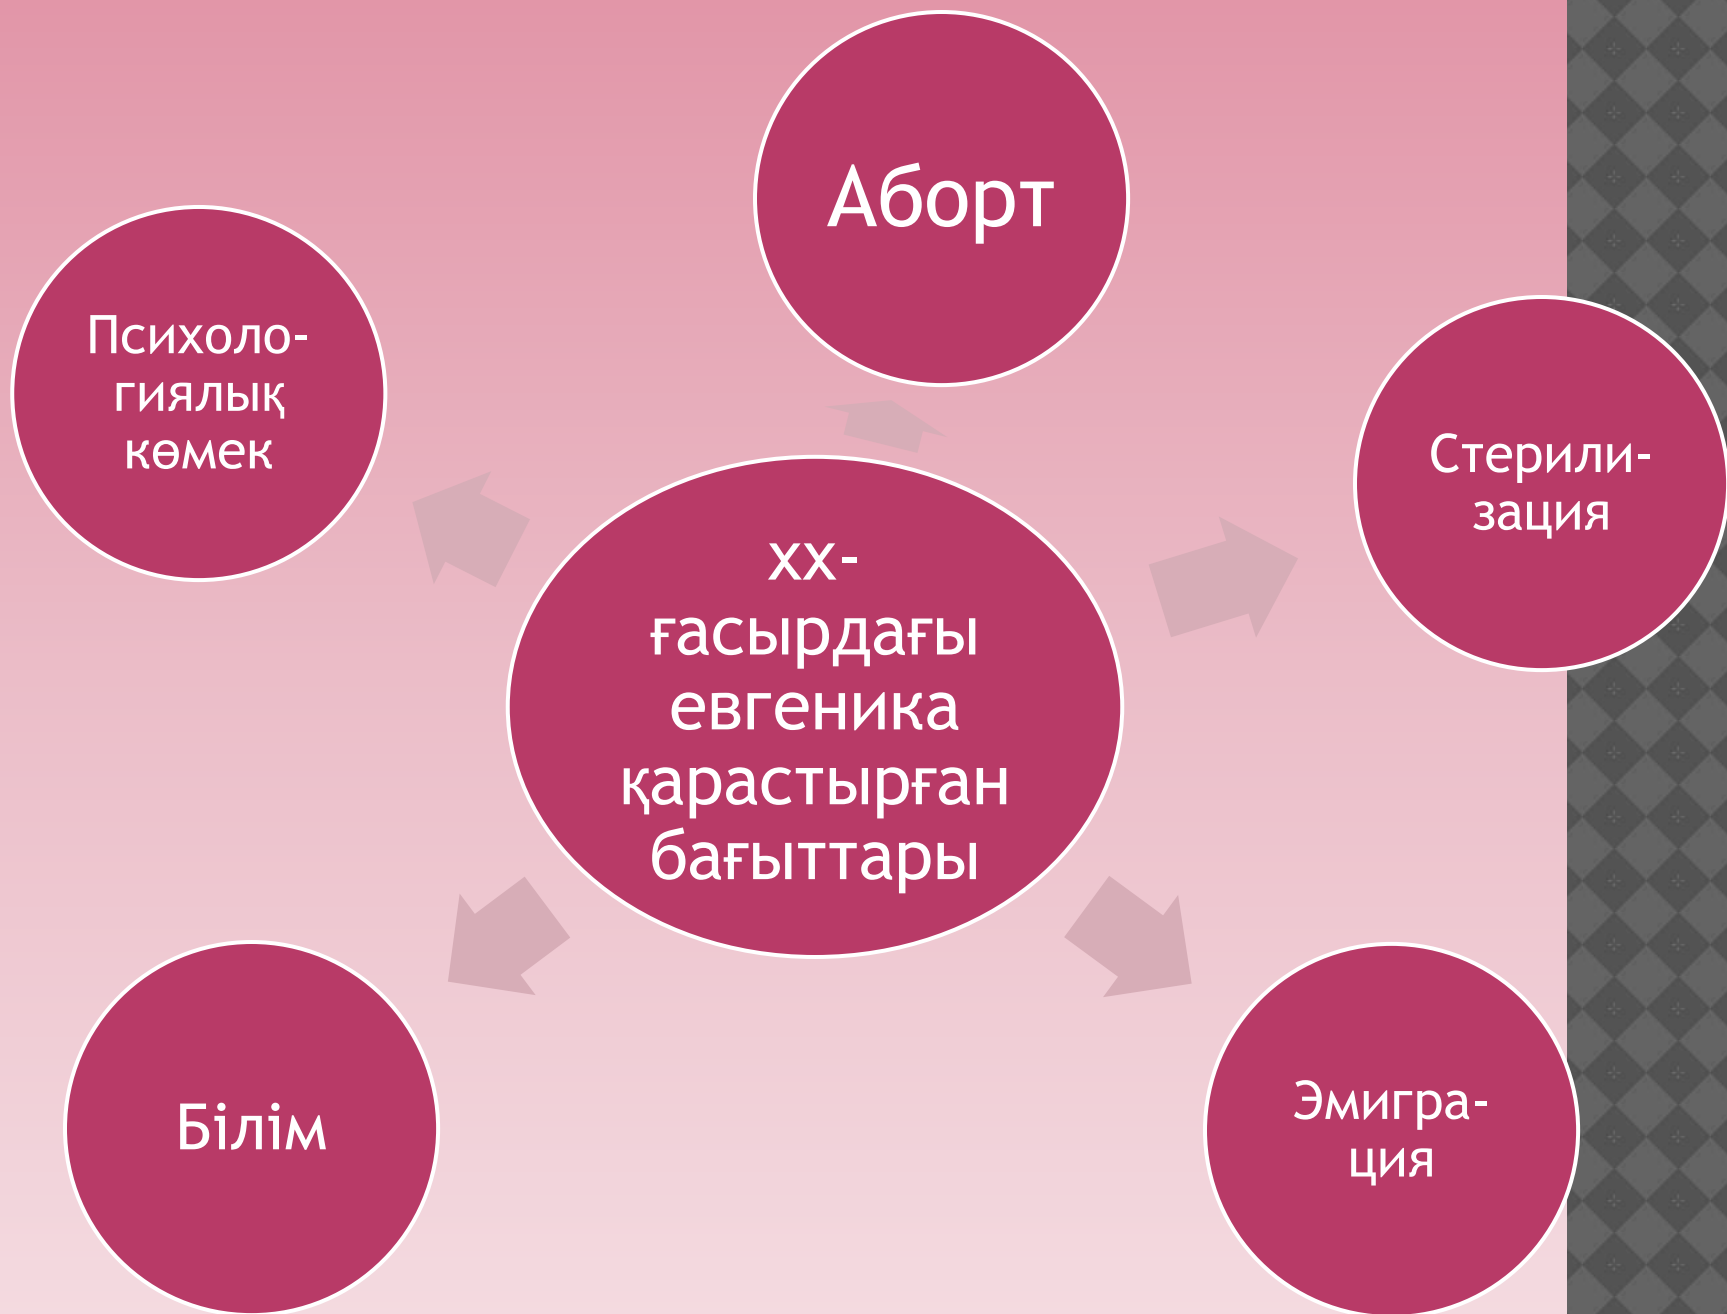 Аборт
Психоло-
гиялық
көмек
Стерили-
зация
хх-
ғасырдағы
евгеника
қарастырған
бағыттары
Білім
Эмигра-
ция